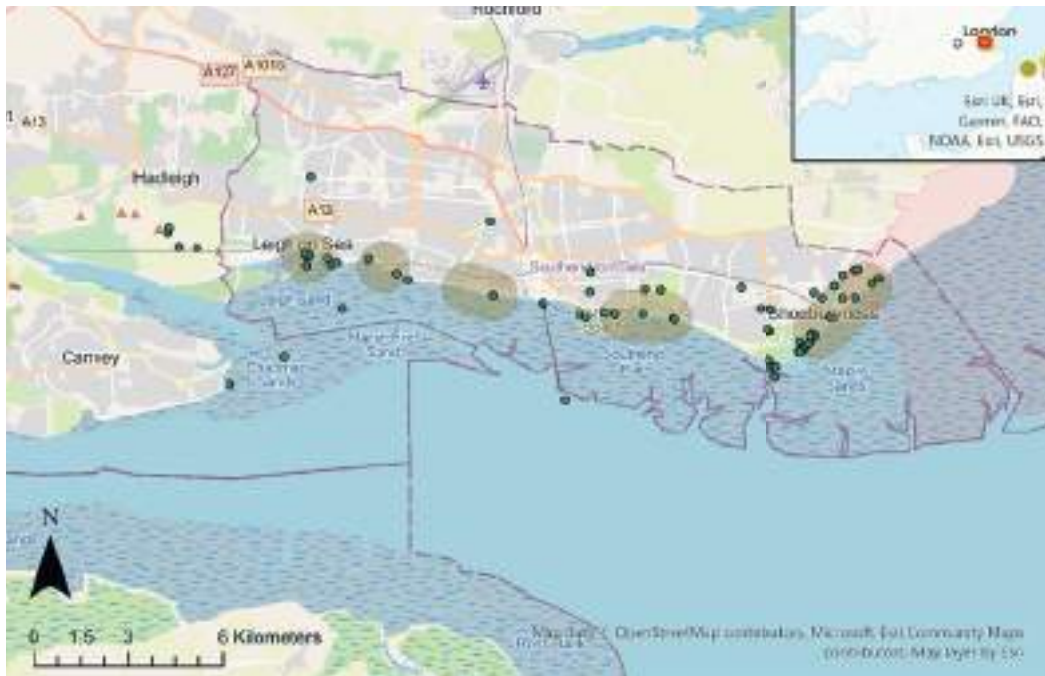 Rochford
London
Esri UK, Esri,
Garmin, FAO,
NOAA, Esri, USGS
A127
A1015
A13
Hadleigh
A13
Leigh on Sea
Southend-on-Sea
Shoeburyness
Canvey
Sand
Sands
Sands
N
0 1.5 3 6 Kilometers
Map data © OpenStreetMap contributors, Microsoft, Esri Community Maps
contributors, Map layer by Esri